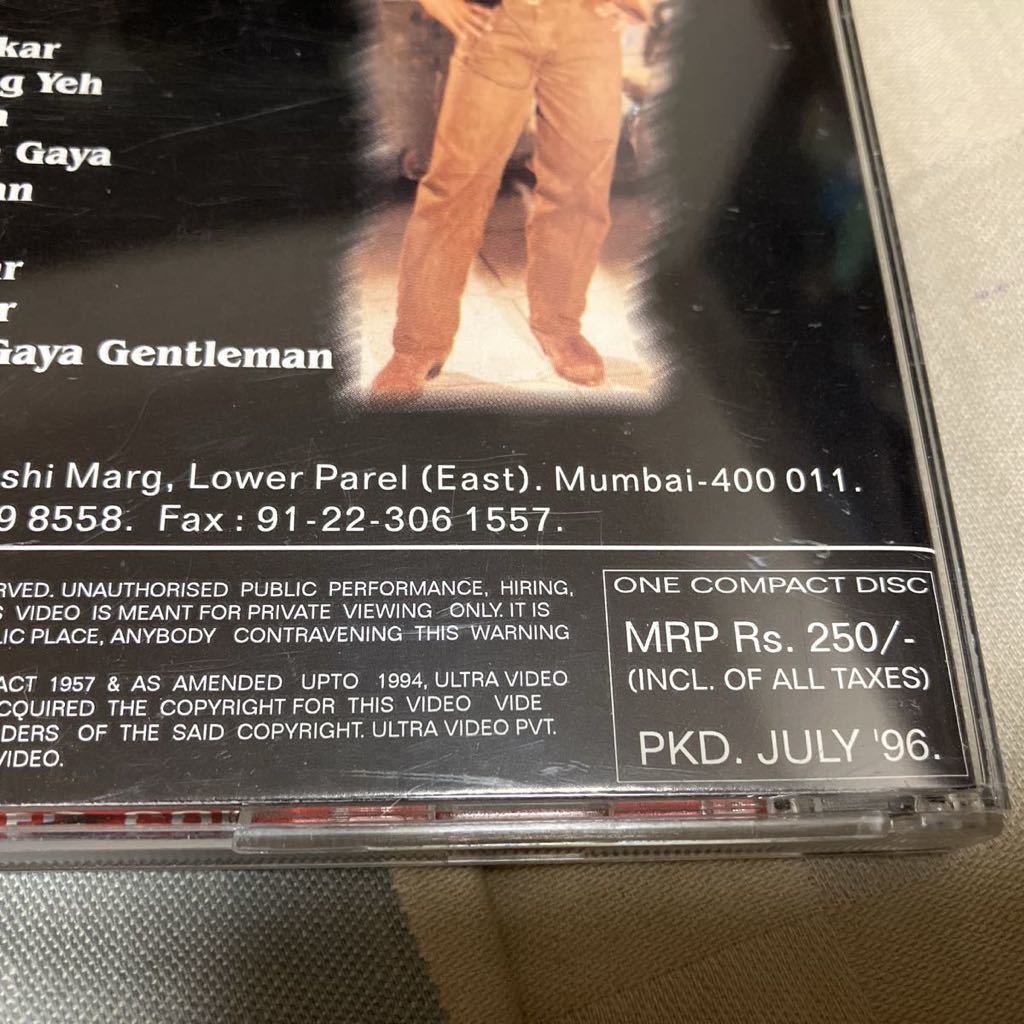 kar
g Yeh
Gaya
an
ar
r
Gaya Gentleman
shi Marg, Lower Parel (East). Mumbai-400 011.
9 8558. Fax : 91-22-306 1557.
RVED. UNAUTHORISED PUBLIC PERFORMANCE, HIRING,
S VIDEO IS MEANT FOR PRIVATE VIEWING ONLY. IT IS
LIC PLACE, ANYBODY CONTRAVENING THIS WARNING
ACT 1957 & AS AMENDED UPTO 1994, ULTRA VIDEO
CQUIRED THE COPYRIGHT FOR THIS VIDEO VIDE
DERS OF THE SAID COPYRIGHT. ULTRA VIDEO PVT.
VIDEO.
ONE COMPACT DISC
MRP Rs. 250/-
(INCL. OF ALL TAXES)
PKD. JULY '96.